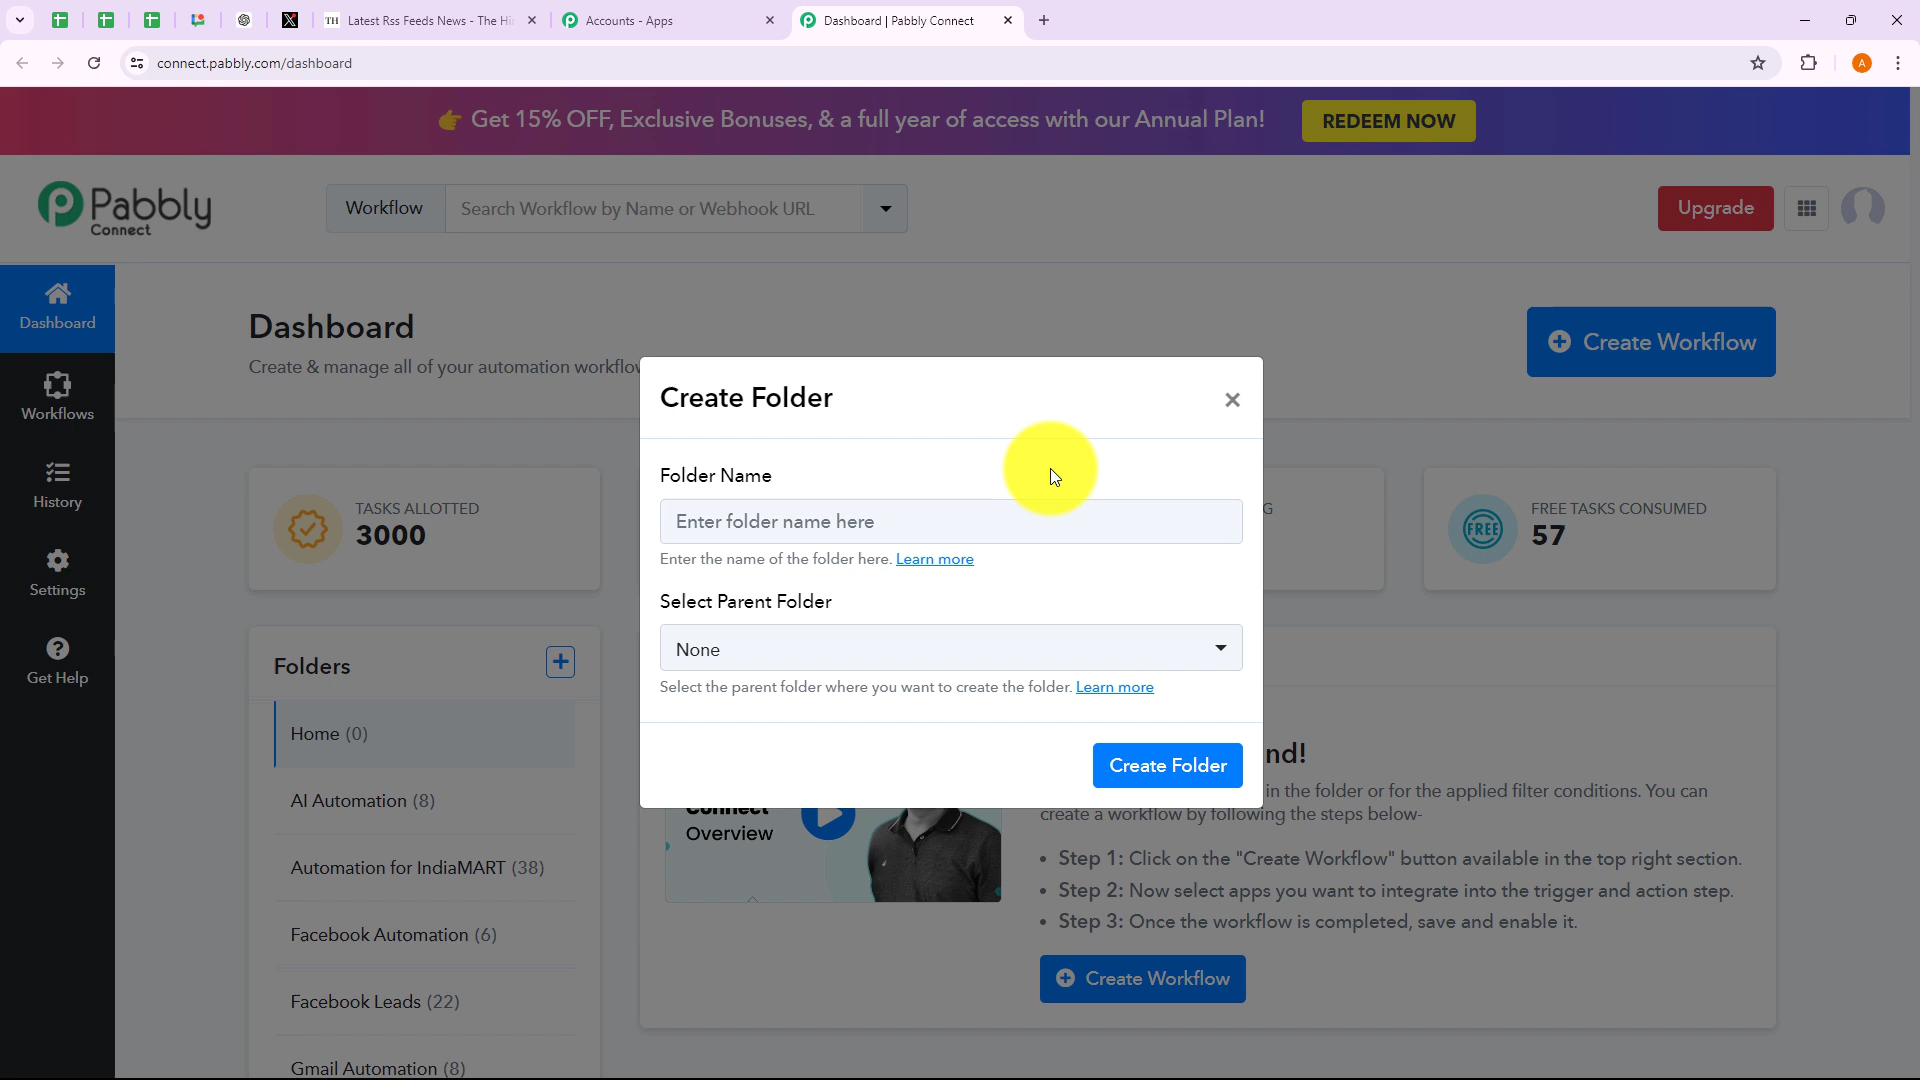 TH Latest Rss Feeds News - The Hi
Accounts - Apps
Dashboard | Pabbly Connect
connect.pabbly.com/dashboard
A
👉 Get 15% OFF, Exclusive Bonuses, & a full year of access with our Annual Plan!
REDEEM NOW
Pabbly
Connect
Workflow
Search Workflow by Name or Webhook URL
Upgrade
Dashboard
Workflows
History
Settings
Get Help
Dashboard
Create & manage all of your automation workflow
Create Workflow
TASKS ALLOTTED
3000
G
FREE
FREE TASKS CONSUMED
57
Folders
Home (0)
AI Automation (8)
Automation for IndiaMART (38)
Facebook Automation (6)
Facebook Leads (22)
Gmail Automation (8)
Create Folder
×
Folder Name
Enter folder name here
Enter the name of the folder here. Learn more
Select Parent Folder
None
Select the parent folder where you want to create the folder. Learn more
Create Folder
Connect
Overview
nd!
in the folder or for the applied filter conditions. You can
create a workflow by following the steps below-
• Step 1: Click on the "Create Workflow" button available in the top right section.
• Step 2: Now select apps you want to integrate into the trigger and action step.
• Step 3: Once the workflow is completed, save and enable it.
Create Workflow